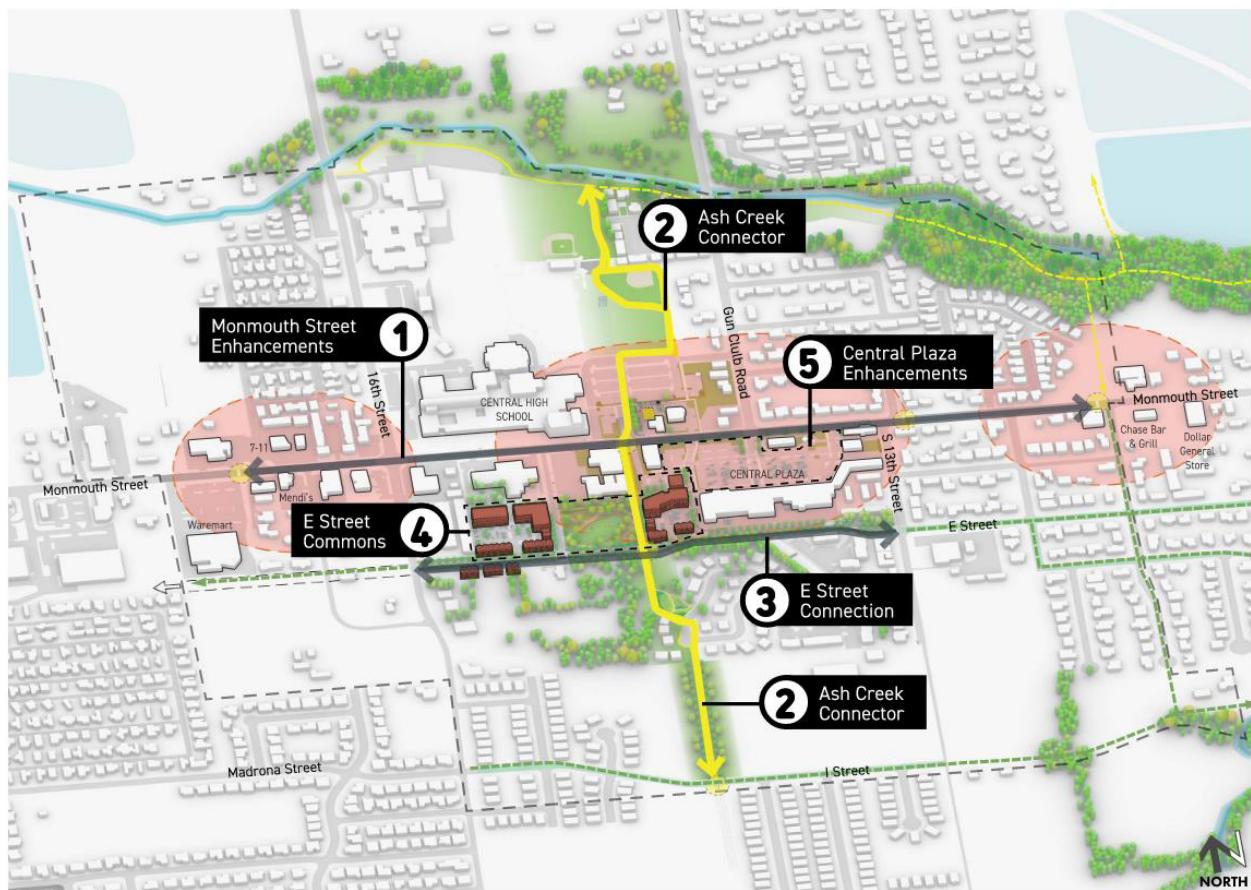 2
Ash Creek
Connector
Monmouth Street
Enhancements
1
Gun Clulb Road
5
Central Plaza
Enhancements
16th Street
CENTRAL HIGH
SCHOOL
Monmouth Street
Chase Bar
& Grill
Dollar
General
Store
7-11
Monmouth Street
Mendi's
CENTRAL PLAZA
S 13th Street
Waremart
E Street
Commons
4
E Street
3
E Street
Connection
2
Ash Creek
Connector
Madrona Street
I Street
NORTH